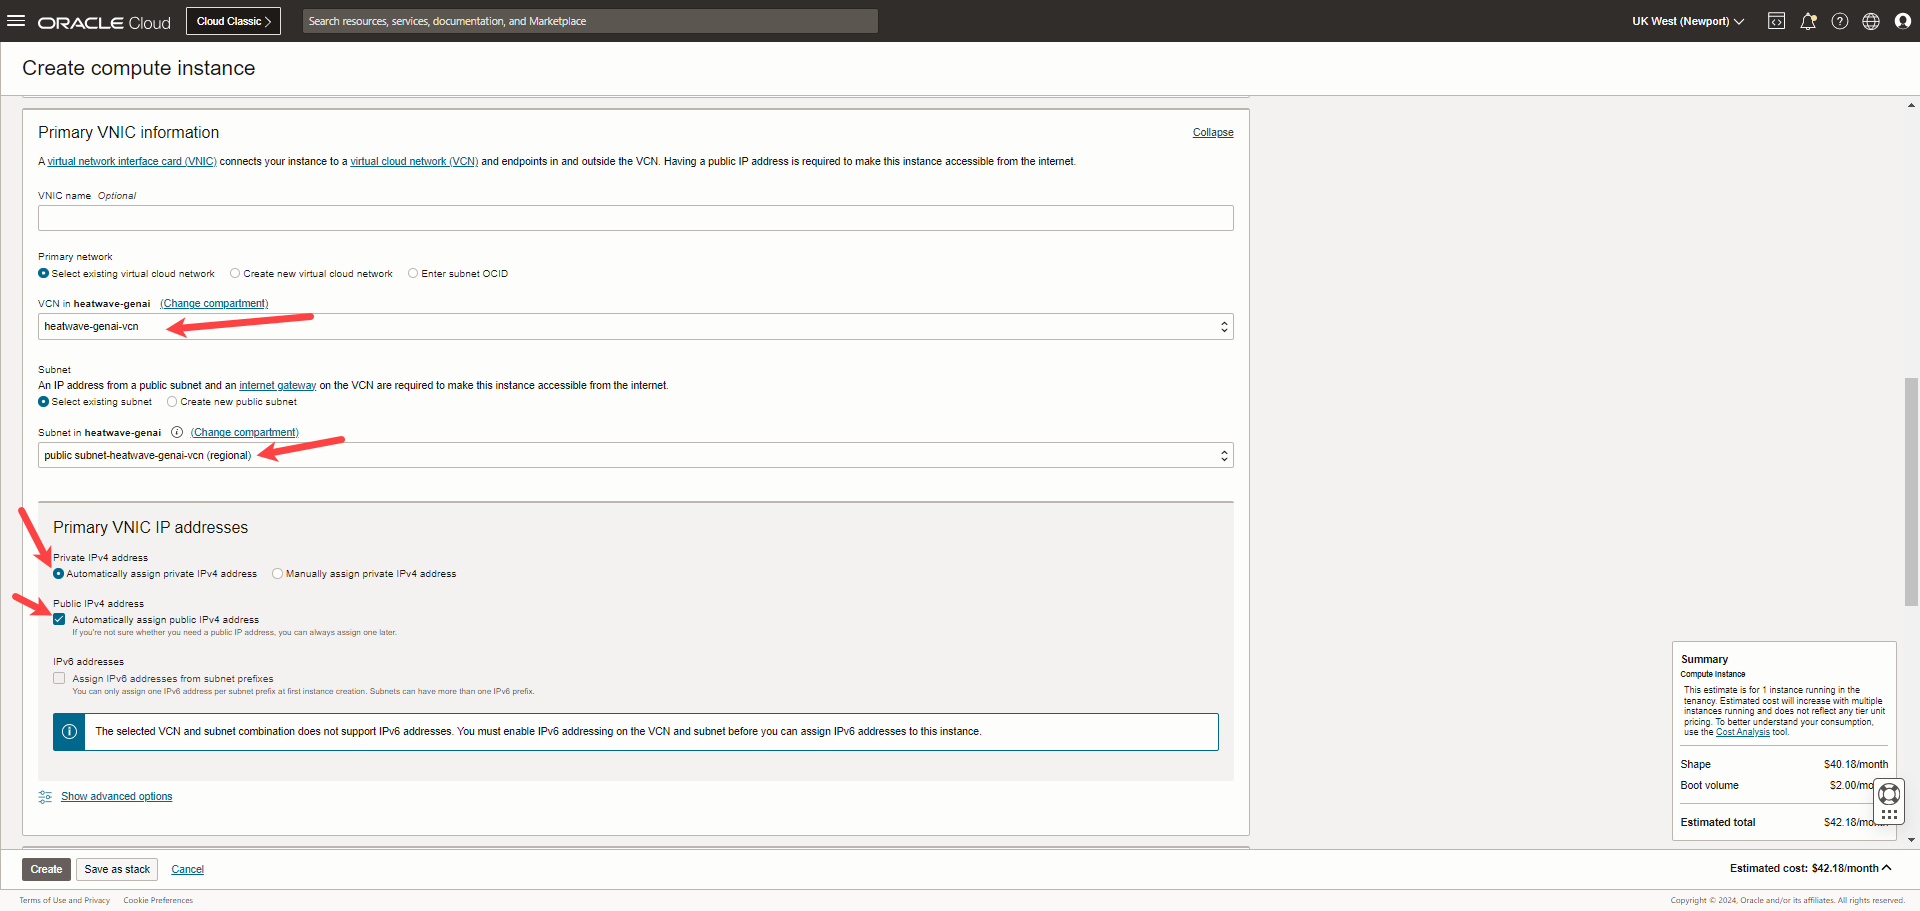 ORACLE Cloud
Cloud Classic
Search resources, services, documentation, and Marketplace
UK West (Newport)
Create compute instance
Primary VNIC information
Collapse
A virtual network interface card (VNIC) connects your instance to a virtual cloud network (VCN) and endpoints in and outside the VCN. Having a public IP address is required to make this instance accessible from the internet.
VNIC name Optional
Primary network
Select existing virtual cloud network Create new virtual cloud network Enter subnet OCID
VCN in heatwave-genai (Change compartment)
heatwave-genai-vcn
Subnet
An IP address from a public subnet and an internet gateway on the VCN are required to make this instance accessible from the internet.
Select existing subnet Create new public subnet
Subnet in heatwave-genai (Change compartment)
public subnet-heatwave-genai-vcn (regional)
Primary VNIC IP addresses
Private IPv4 address
Automatically assign private IPv4 address Manually assign private IPv4 address
Public IPv4 address
Automatically assign public IPv4 address
If you're not sure whether you need a public IP address, you can always assign one later.
IPv6 addresses
Assign IPv6 addresses from subnet prefixes
You can only assign one IPv6 address per subnet prefix at first instance creation. Subnets can have more than one IPv6 prefix.
The selected VCN and subnet combination does not support IPv6 addresses. You must enable IPv6 addressing on the VCN and subnet before you can assign IPv6 addresses to this instance.
Show advanced options
Summary
Compute Instance
This estimate is for 1 instance running in the
tenancy. Estimated cost will increase with multiple
instances running and does not reflect any tier unit
pricing. To better understand your consumption,
use the Cost Analysis tool.
Shape $40.18/month
Boot volume $2.00/mo
Estimated total $42.18/month
Create Save as stack Cancel
Estimated cost: $42.18/month
Terms of Use and Privacy Cookie Preferences
Copyright © 2024, Oracle and/or its affiliates. All rights reserved.